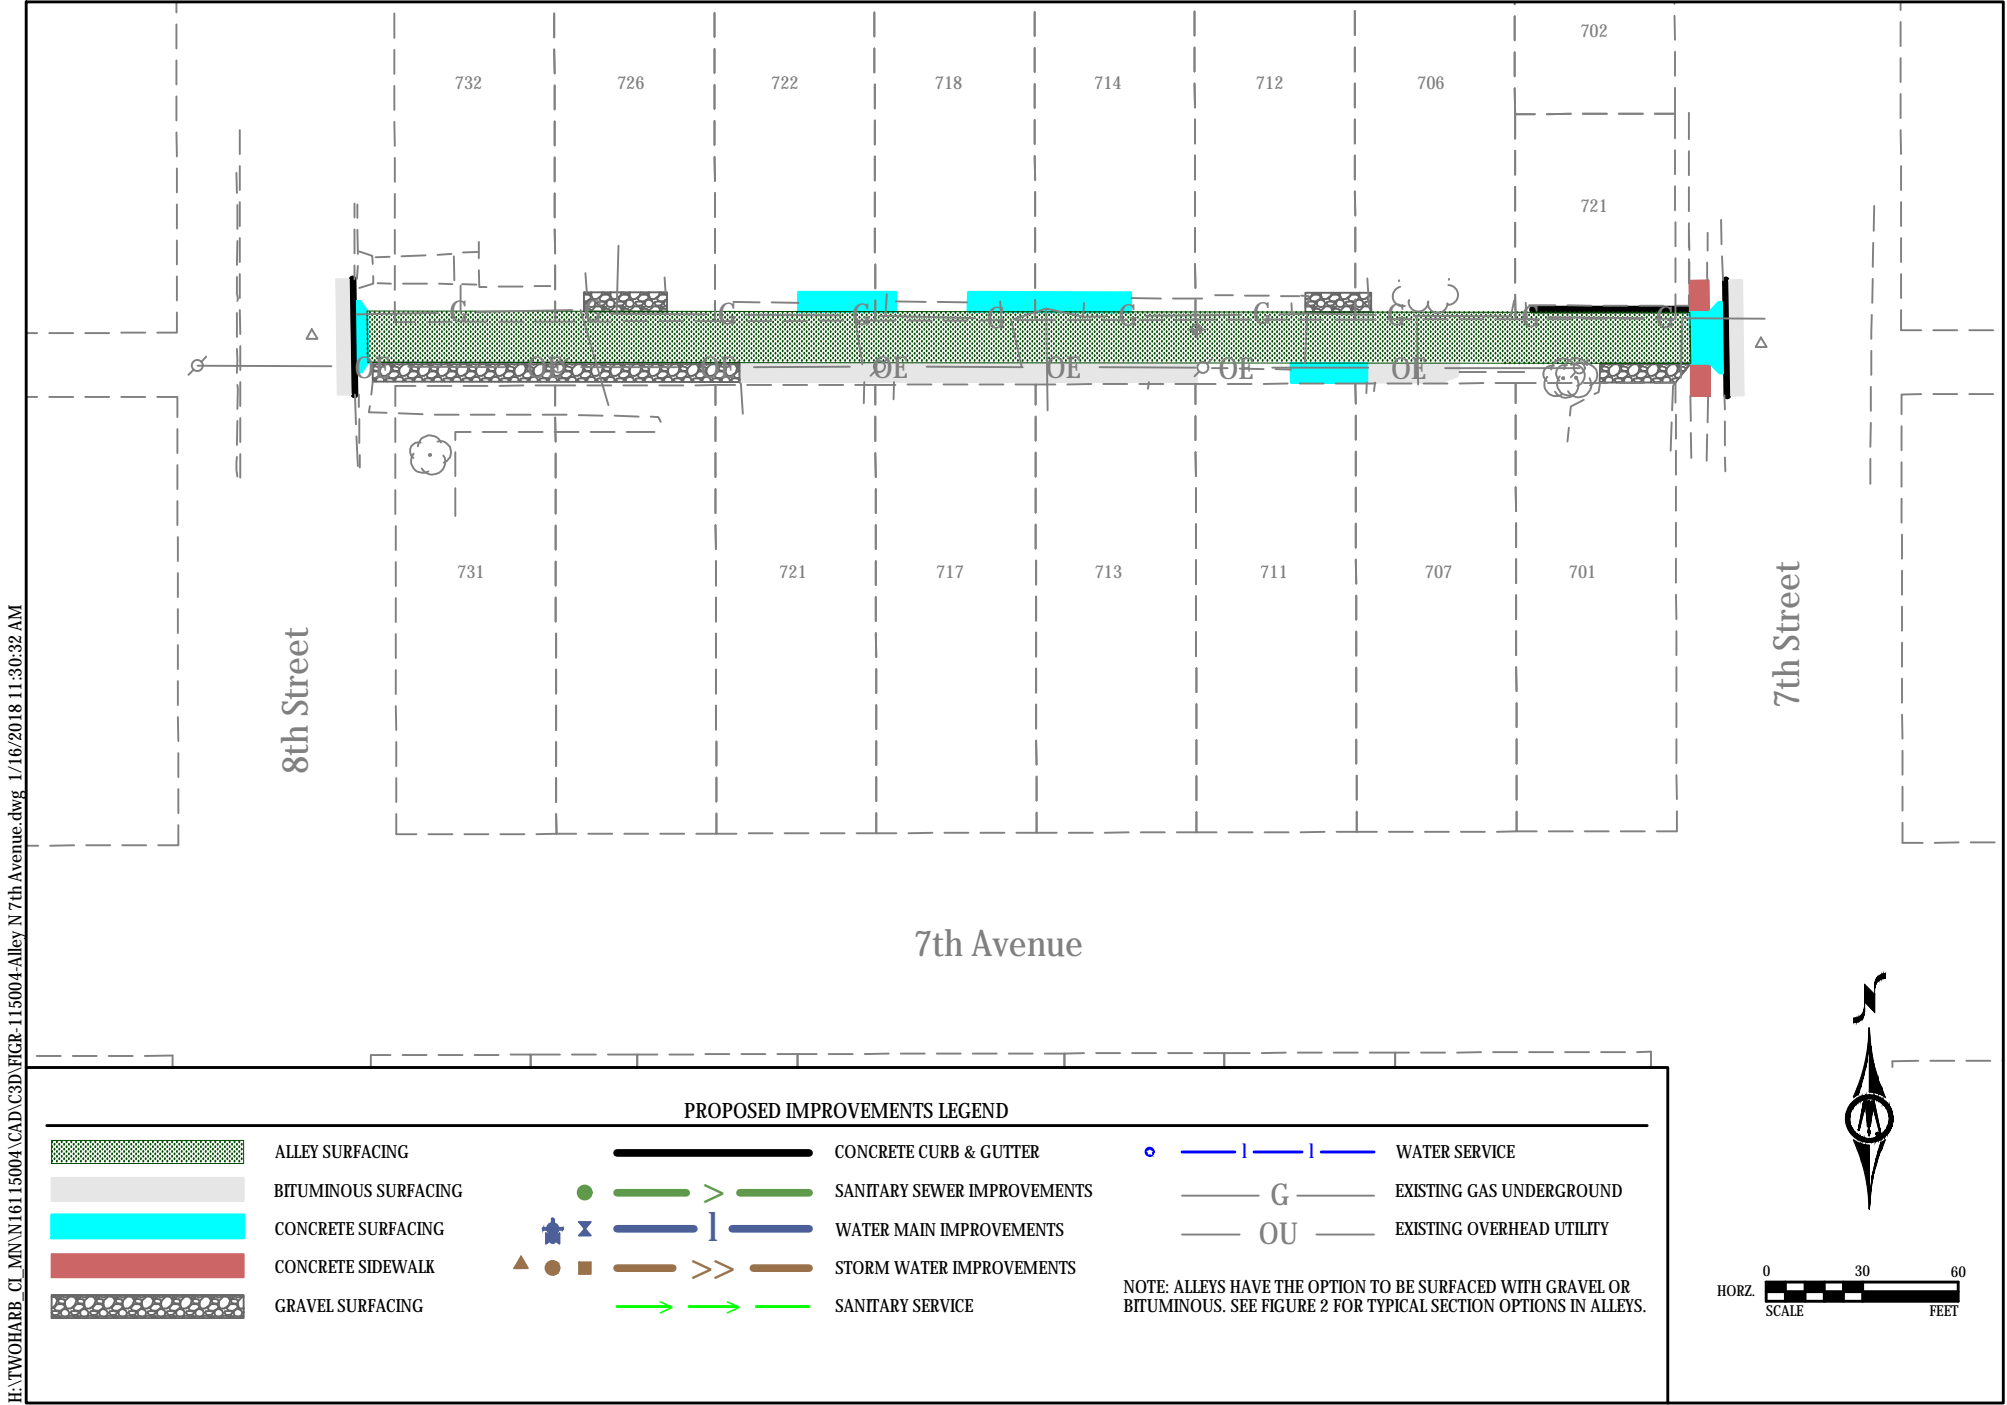 702
732 726 722 718 714 712 706
721
G G G G G G G G G G
OE OE OE OE
731 721 717 713 711 707 701
8th Street
7th Street
7th Avenue
H:\TWOHARB_CI_MN\N16115004\CAD\C3D\FIGR-115004-Alley N 7th Avenue.dwg 1/16/2018 11:30:32 AM
N
PROPOSED IMPROVEMENTS LEGEND
ALLEY SURFACING
BITUMINOUS SURFACING
CONCRETE SURFACING
CONCRETE SIDEWALK
GRAVEL SURFACING
CONCRETE CURB & GUTTER
> SANITARY SEWER IMPROVEMENTS
l WATER MAIN IMPROVEMENTS
>> STORM WATER IMPROVEMENTS
SANITARY SERVICE
l l WATER SERVICE
G EXISTING GAS UNDERGROUND
OU EXISTING OVERHEAD UTILITY
NOTE: ALLEYS HAVE THE OPTION TO BE SURFACED WITH GRAVEL OR
BITUMINOUS. SEE FIGURE 2 FOR TYPICAL SECTION OPTIONS IN ALLEYS.
0 30 60
HORZ.
SCALE FEET